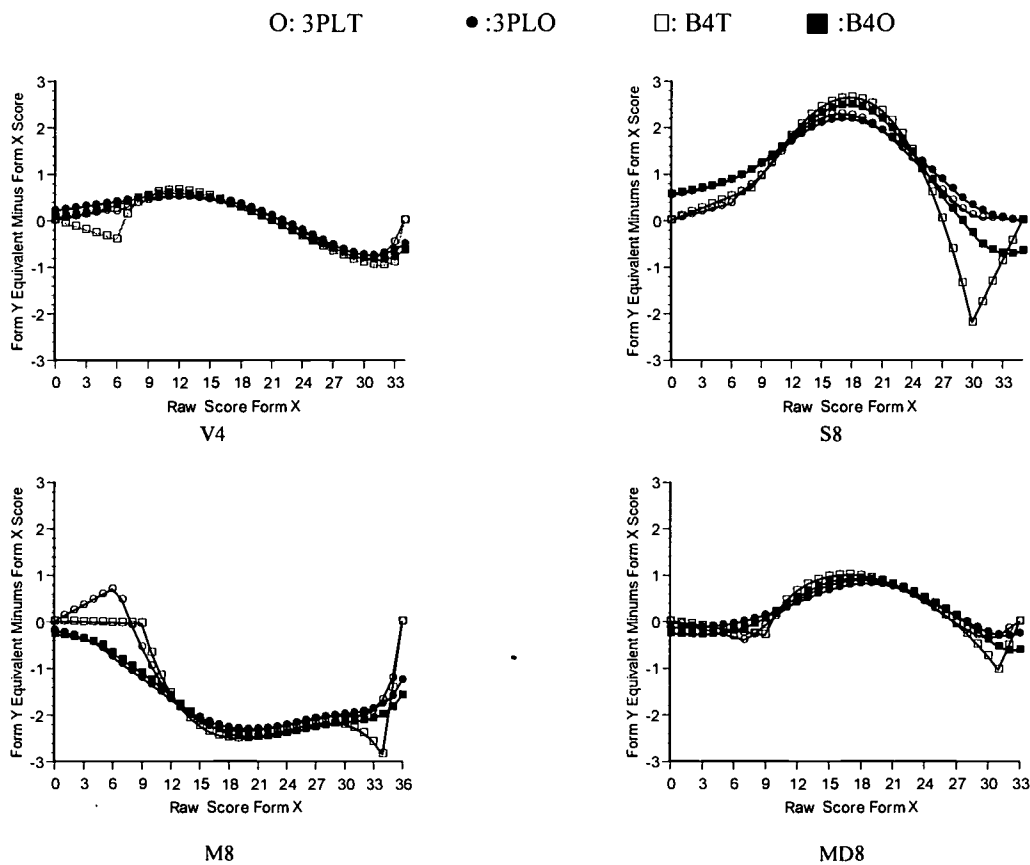 O: 3PLT ●:3PLO □: B4T ■:B4O
Form Y Equivalent Minus Form X Score
3
2
1
0
-1
-2
-3
0 3 6 9 12 15 18 21 24 27 30 33
Raw Score Form X
V4
Form Y Equivalent Minus Form X Score
3
2
1
0
-1
-2
-3
0 3 6 9 12 15 18 21 24 27 30 33
Raw Score Form X
S8
Form Y Equivalent Minums Form X Score
3
2
1
0
-1
-2
-3
0 3 6 9 12 15 18 21 24 27 30 33 36
Raw Score Form X
M8
Form Y Equivalent Minums Form X Score
3
2
1
0
-1
-2
-3
0 3 6 9 12 15 18 21 24 27 30 33
Raw Score Form X
MD8